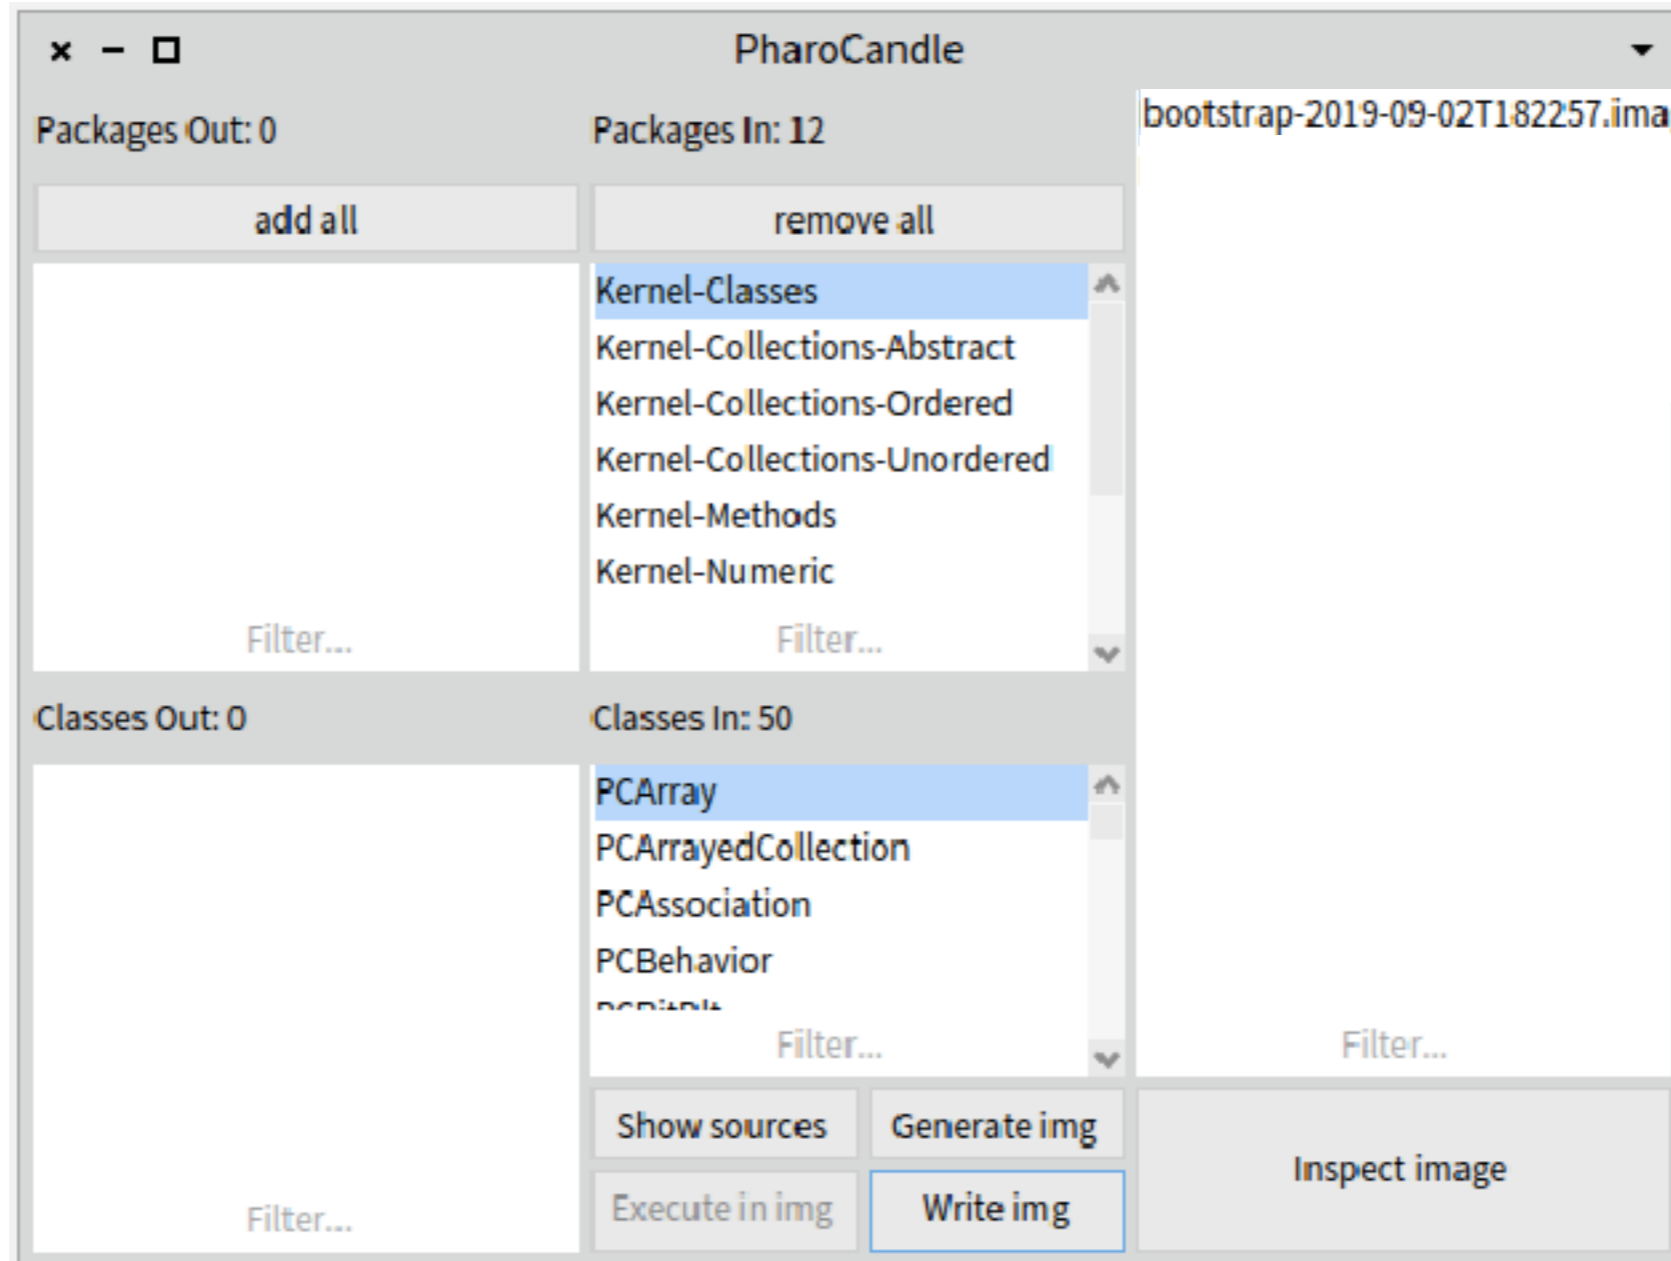 PharoCandle
Packages Out: 0
Packages In: 12
bootstrap-2019-09-02T182257.ima
add all
remove all
Kernel-Classes
Kernel-Collections-Abstract
Kernel-Collections-Ordered
Kernel-Collections-Unordered
Kernel-Methods
Kernel-Numeric
Filter...
Filter...
Classes Out: 0
Classes In: 50
PCArray
PCArrayedCollection
PCAssociation
PCBehavior
PCBitBlt
Filter...
Filter...
Show sources
Generate img
Inspect image
Execute in img
Write img
Filter...